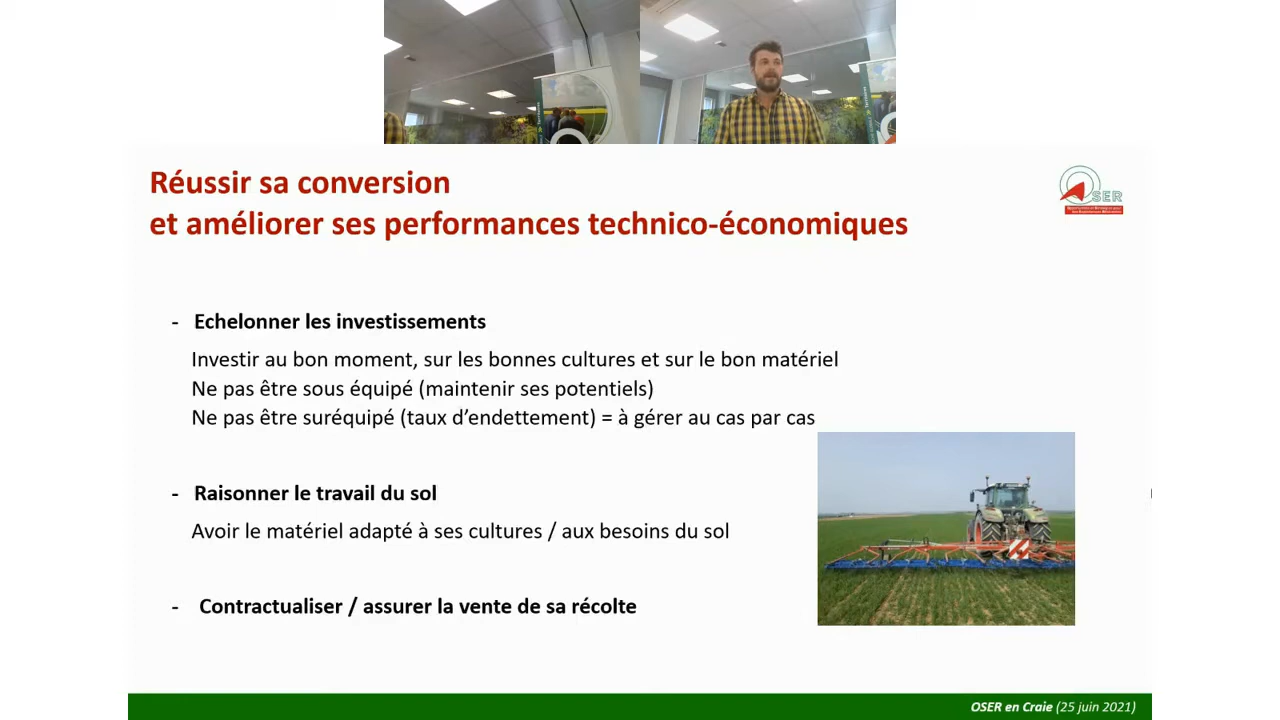 Réussir sa conversion
et améliorer ses performances technico-économiques
OSER
- Echelonner les investissements
Investir au bon moment, sur les bonnes cultures et sur le bon matériel
Ne pas être sous équipé (maintenir ses potentiels)
Ne pas être suréquipé (taux d’endettement) = à gérer au cas par cas
- Raisonner le travail du sol
Avoir le matériel adapté à ses cultures / aux besoins du sol
- Contractualiser / assurer la vente de sa récolte
OSER en Craie (25 juin 2021)